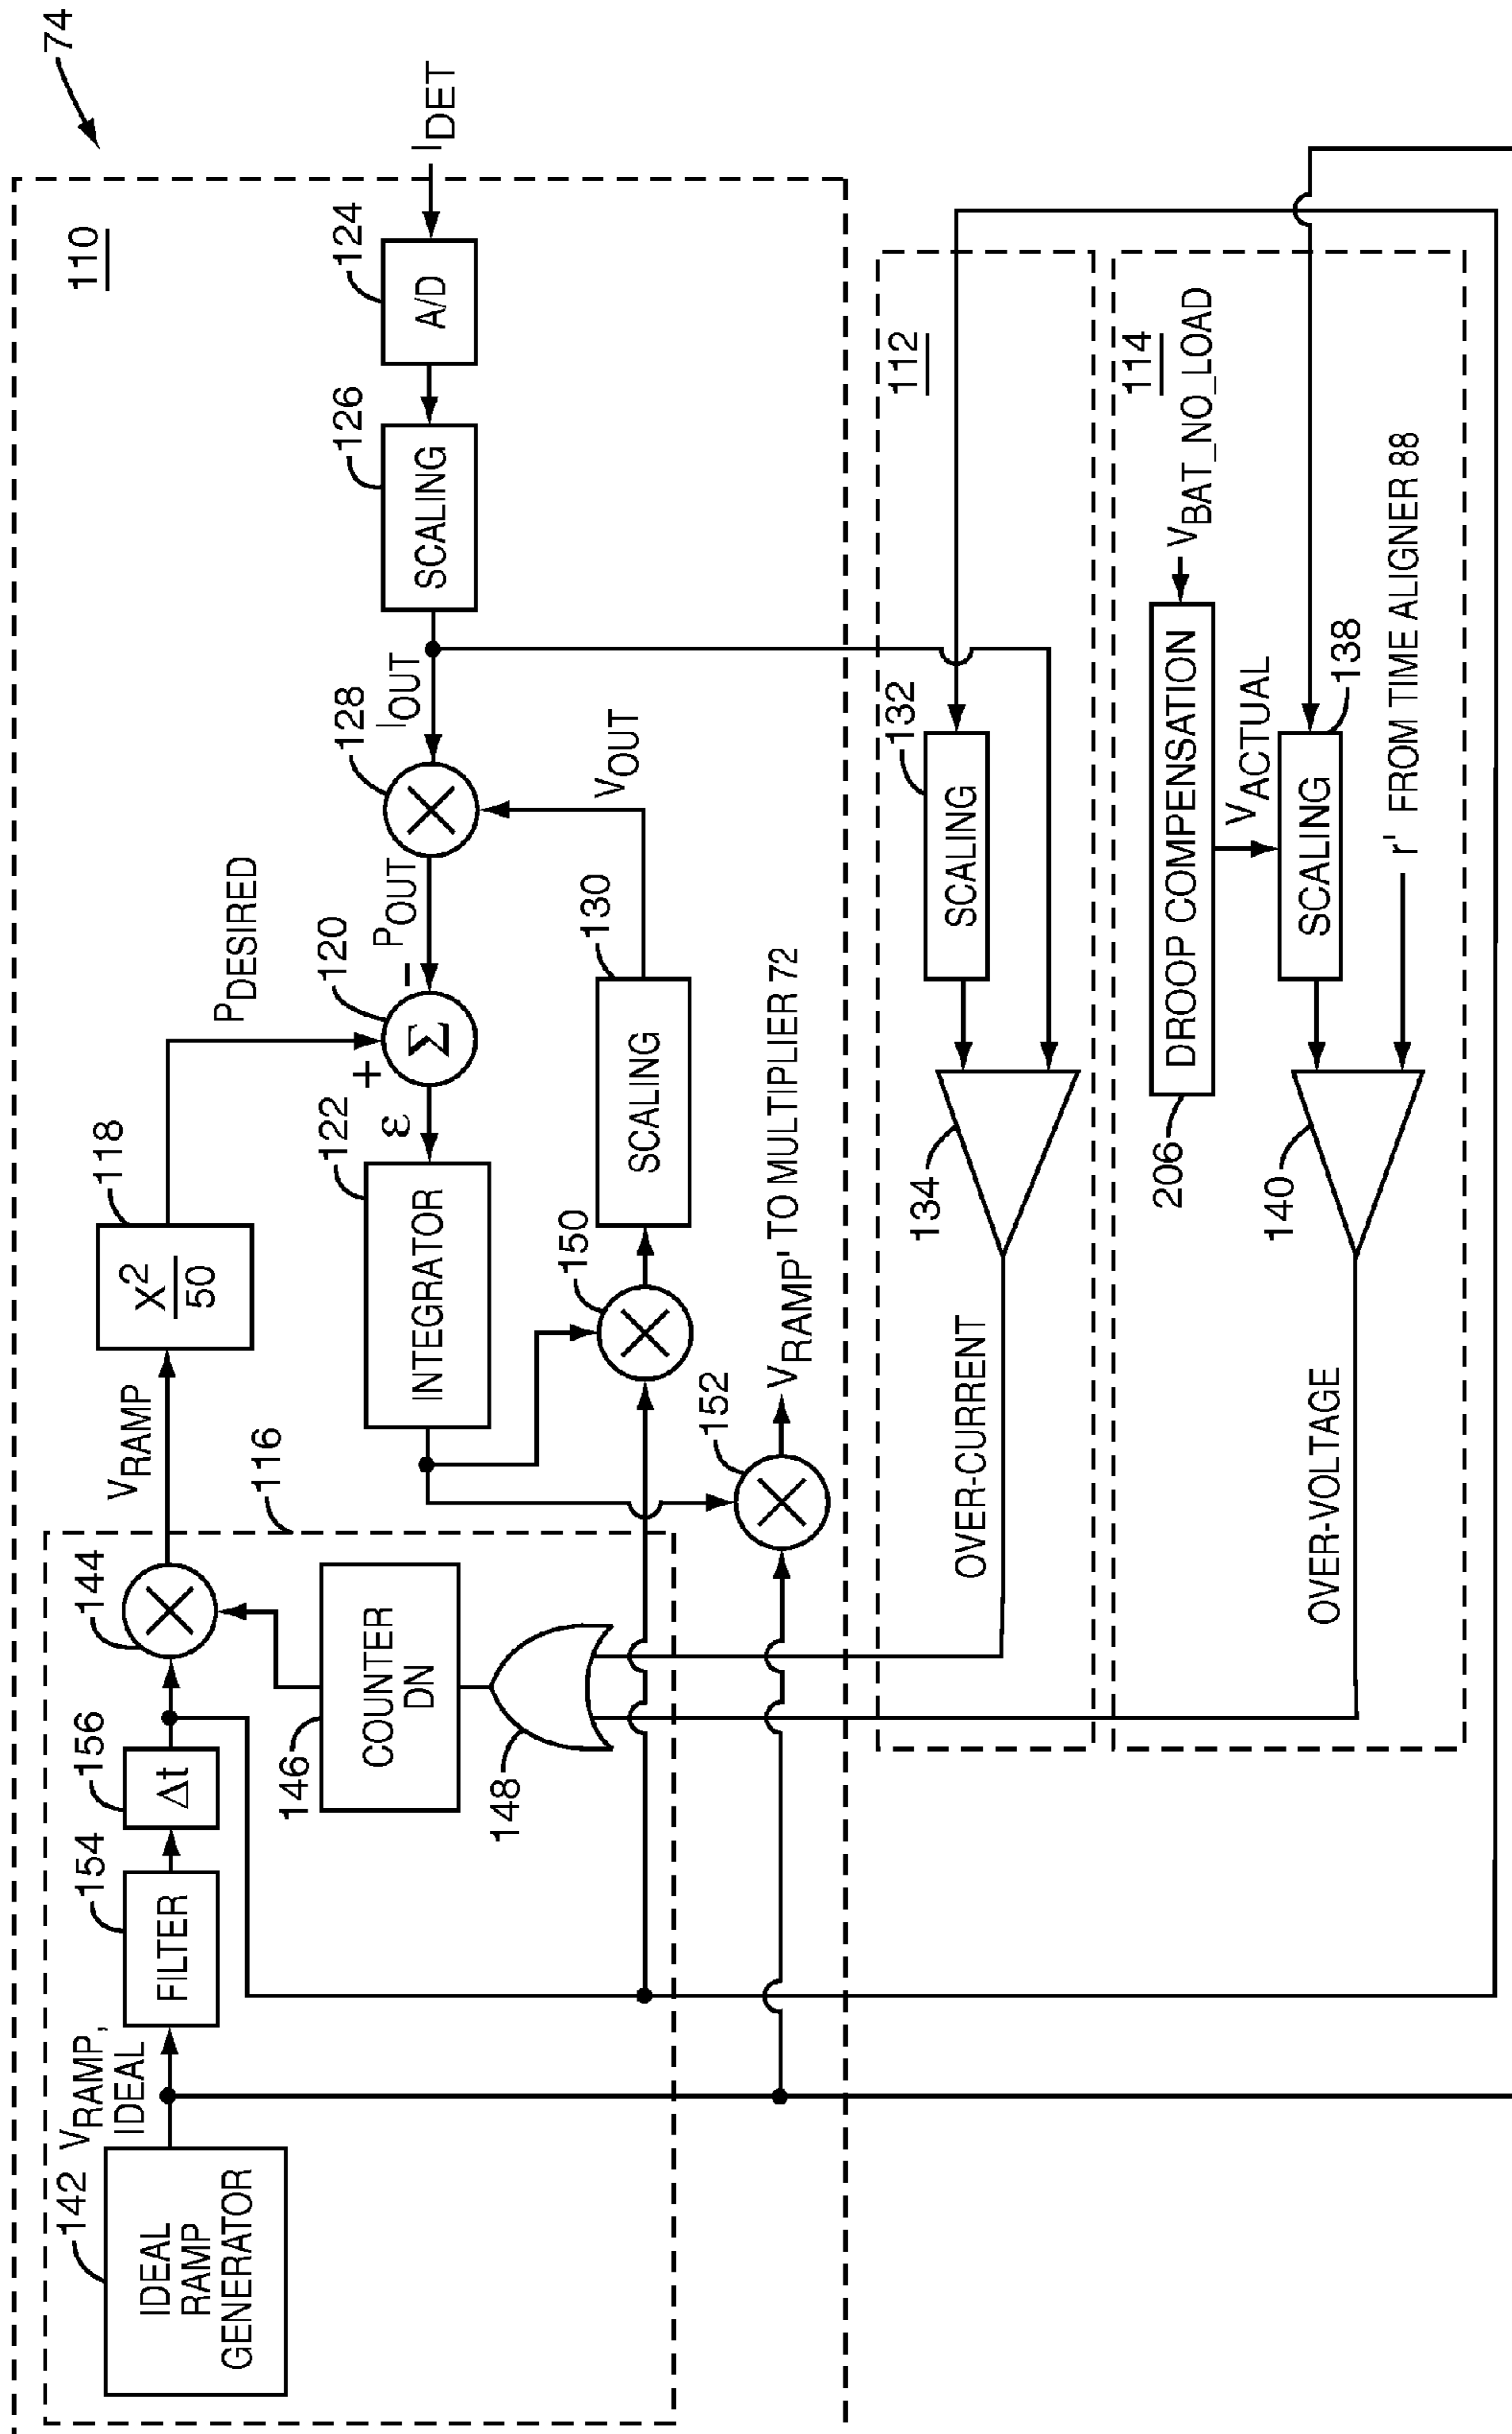 74
110
142
IDEAL
RAMP
GENERATOR
V_RAMP,
IDEAL
154
FILTER
156
Δt
144
V_RAMP
118
X²
50
P_DESIRED
116
146
COUNTER
DN
148
122
INTEGRATOR
ε
+
120
Σ
-
P_OUT
128
I_OUT
126
SCALING
124
A/D
I_DET
150
130
SCALING
V_OUT
152
V_RAMP' TO MULTIPLIER 72
112
OVER-CURRENT
134
132
SCALING
114
206
DROOP COMPENSATION
V_BAT_NO_LOAD
V_ACTUAL
OVER-VOLTAGE
140
SCALING
138
r' FROM TIME ALIGNER 88